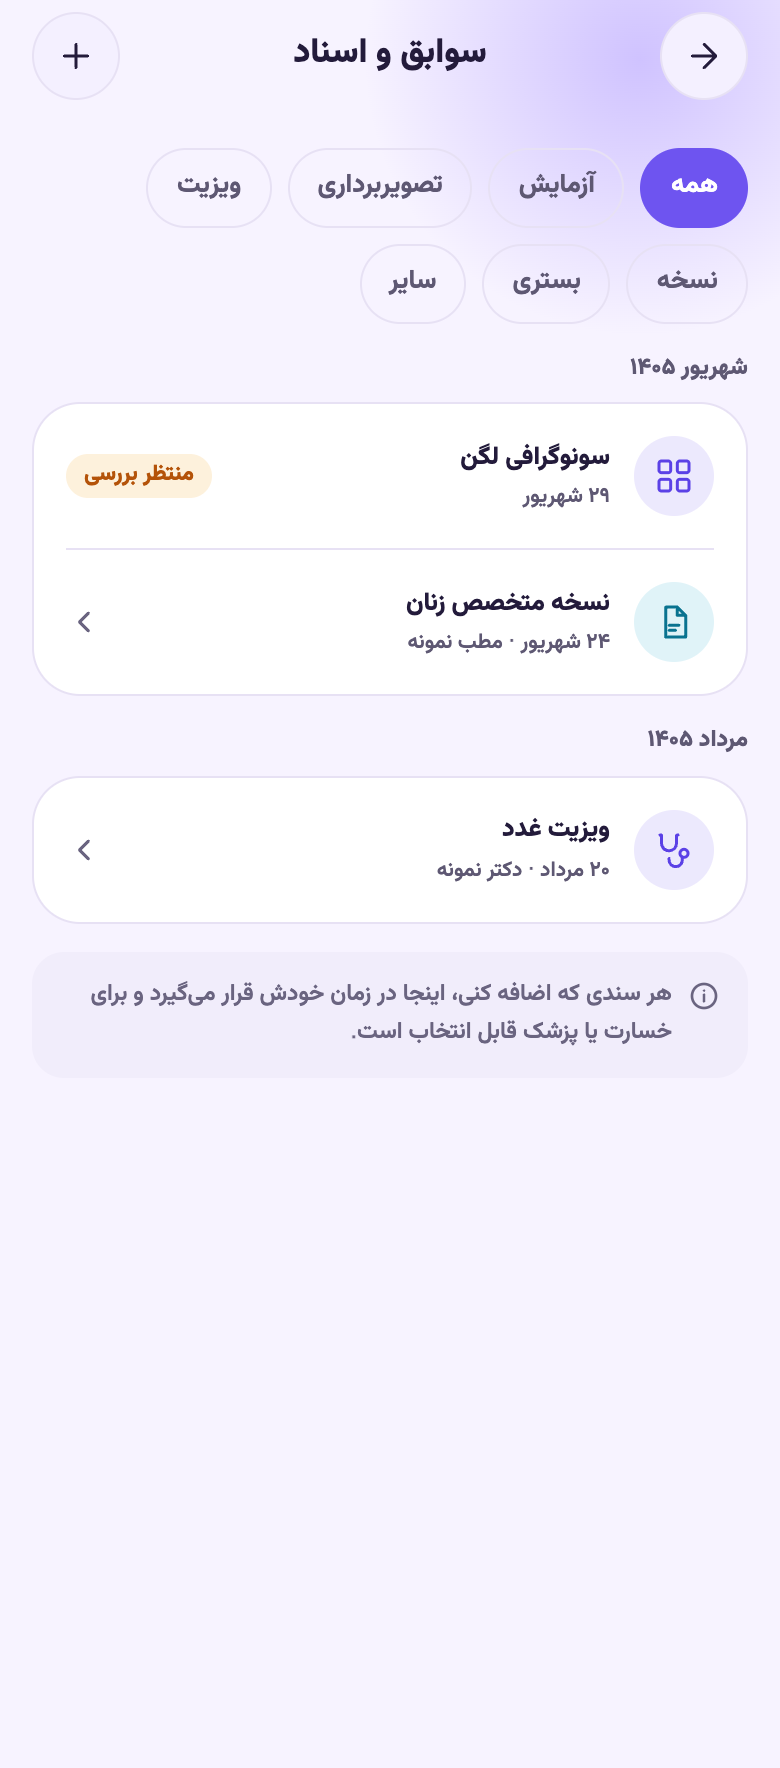 سوابق و اسناد
همه
آزمایش
تصویربرداری
ویزیت
نسخه
بستری
سایر
شهریور ۱۴۰۵
سونوگرافی لگن
منتظر بررسی
۲۹ شهریور
نسخه متخصص زنان
۲۴ شهریور · مطب نمونه
مرداد ۱۴۰۵
ویزیت غدد
۲۰ مرداد · دکتر نمونه
هر سندی که اضافه کنی، اینجا در زمان خودش قرار می‌گیرد و برای
خسارت یا پزشک قابل انتخاب است.